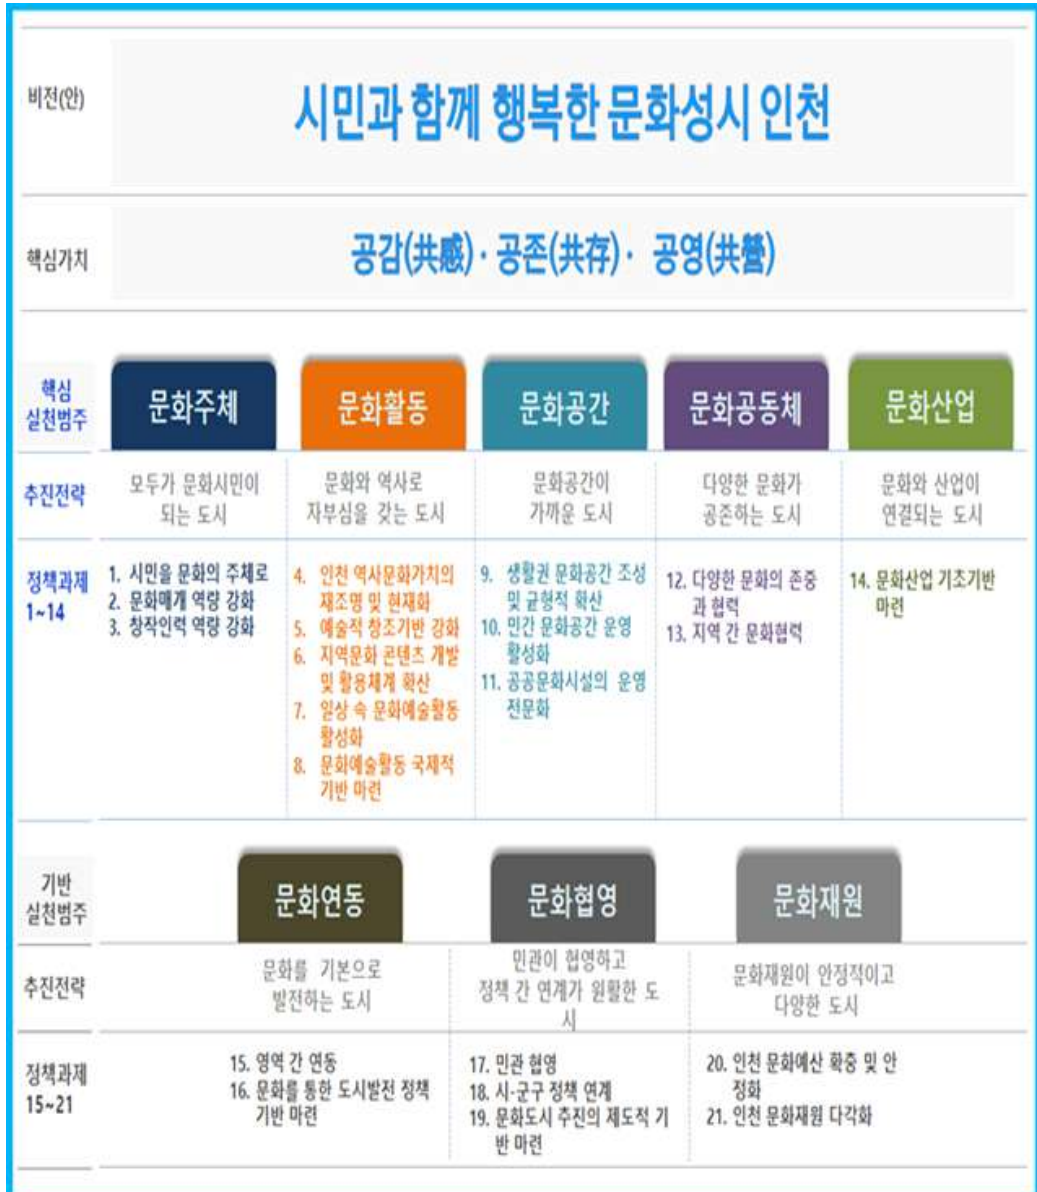 비전(안)
시민과 함께 행복한 문화성시 인천
핵심가치
공감(共感)· 공존(共存)· 공영(共營)
핵심
실천범주
문화주체
문화활동
문화공간
문화공동체
문화산업
추진전략
모두가 문화시민이
되는 도시
문화와 역사로
자부심을 갖는 도시
문화공간이
가까운 도시
다양한 문화가
공존하는 도시
문화와 산업이
연결되는 도시
정책과제
1~14
1. 시민을 문화의 주체로
2. 문화매개 역량 강화
3. 창작인력 역량 강화
4. 인천 역사문화가치의
재조명 및 현재화
5. 예술적 창조기반 강화
6. 지역문화 콘텐츠 개발
및 활용체계 확산
7. 일상 속 문화예술활동
활성화
8. 문화예술활동 국제적
기반 마련
9. 생활권 문화공간 조성
및 균형적 확산
10. 민간 문화공간 운영
활성화
11. 공공문화시설의 운영
전문화
12. 다양한 문화의 존중
과 협력
13. 지역 간 문화협력
14. 문화산업 기초기반
마련
기반
실천범주
문화연동
문화협영
문화재원
추진전략
문화를 기본으로
발전하는 도시
민관이 협영하고
정책 간 연계가 원활한 도
시
문화재원이 안정적이고
다양한 도시
정책과제
15~21
15. 영역 간 연동
16. 문화를 통한 도시발전 정책
기반 마련
17. 민관 협영
18. 시-군구 정책 연계
19. 문화도시 추진의 제도적 기
반 마련
20. 인천 문화예산 확충 및 안
정화
21. 인천 문화재원 다각화